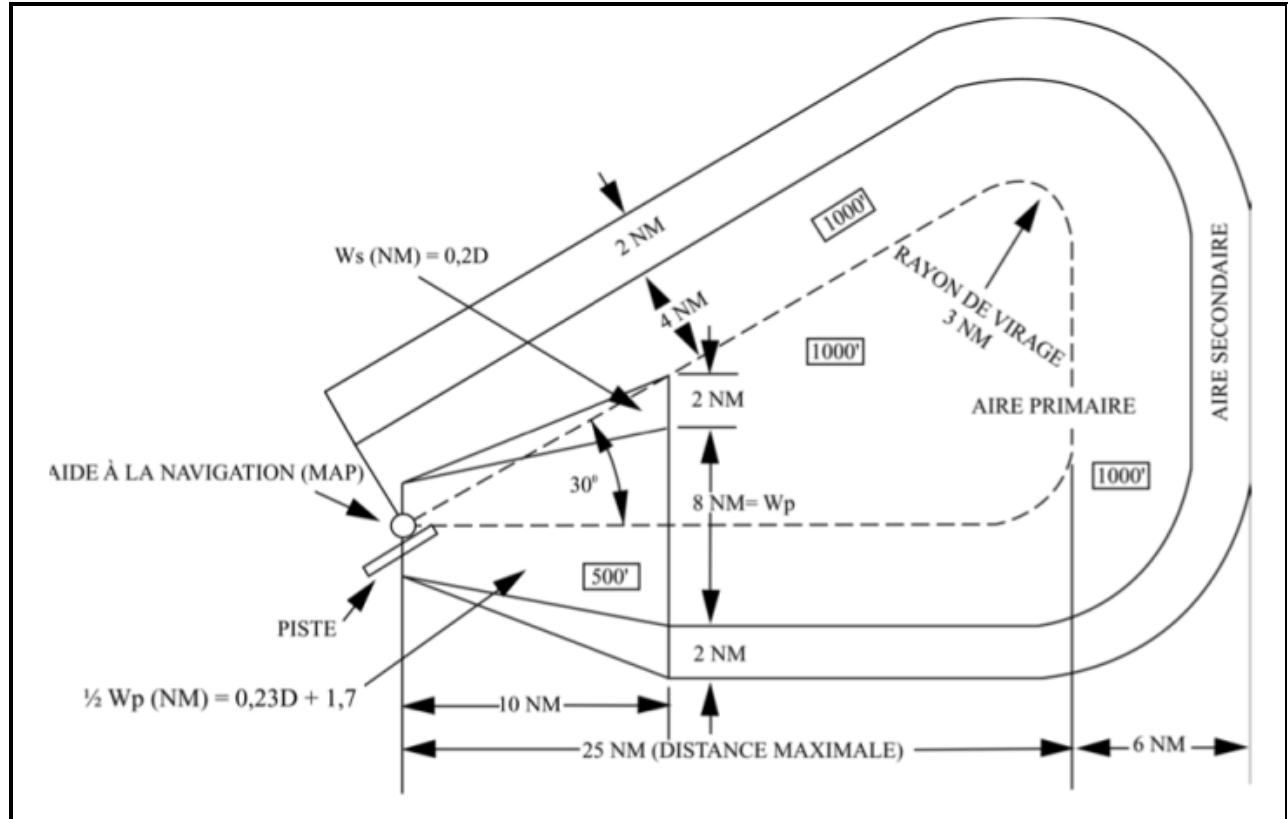 2 NM
Ws (NM) = 0,2D
1000'
4 NM
RAYON DE VIRAGE
3 NM
1000'
2 NM
AIRE PRIMAIRE
AIRE SECONDAIRE
AIDE À LA NAVIGATION (MAP)
30⁰
8 NM= Wp
1000'
500'
PISTE
2 NM
½ Wp (NM) = 0,23D + 1,7
10 NM
25 NM (DISTANCE MAXIMALE)
6 NM